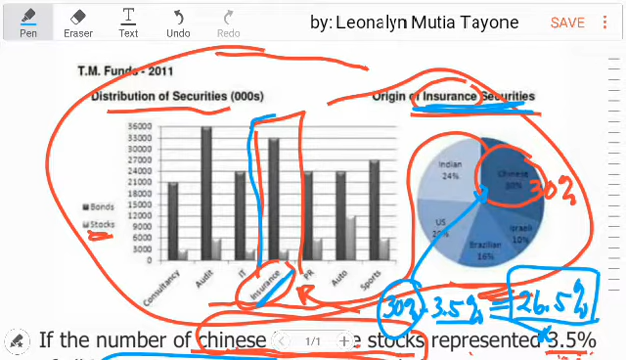 by: Leonalyn Mutia Tayone
Pen
Eraser
Text
Undo
Redo
SAVE
T.M. Funds - 2011
Distribution of Securities (000s)
Origin of Insurance Securities
36000
33000
30000
27000
24000
21000
18000
15000
12000
9000
6000
3000
0
Bonds
Stocks
Consultancy
Audit
IT
Insurance
PR
Auto
Sports
Indian
24%
Chinese
30%
30%
US
Israeli
10%
Brazilian
16%
30% - 3.5% = 26.5%
If the number of chinese
stocks represented 3.5%
1/1